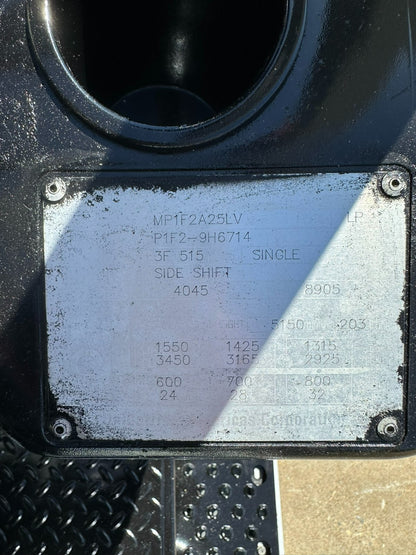 MP1F2A25LV LP
P1F2-9H6714
3F 515 SINGLE
SIDE SHIFT
4045 8905
5150 203
1550 1425 1315
3450 3165 2925
600 700 800
24 28 32
Corporation